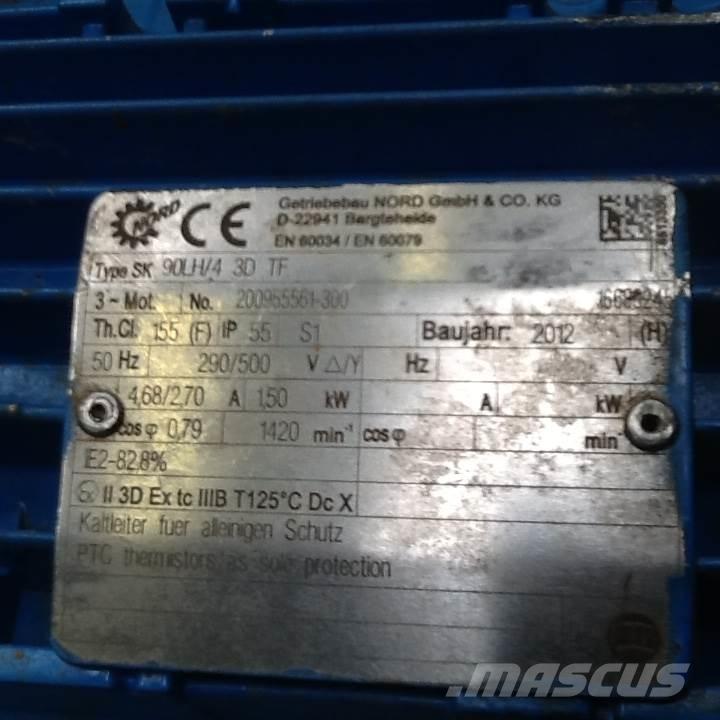 NORD CE
Getriebebau NORD GmbH & CO. KG
D-22941 Bargteheide
EN 60034 / EN 60079
Type SK 90LH/4 3D TF
3~ Mot. No. 200965561-300
Th.Cl. 155 (F) IP 55 S1 Baujahr: 2012 (H)
50 Hz 290/500 V △/Y Hz V
4,68/2,70 A 1,50 kW A kW
cos φ 0,79 1420 min⁻¹ cos φ min⁻
IE2-82,8%
Ex II 3D Ex tc IIIB T125°C Dc X
Kaltleiter fuer alleinigen Schutz
PTC thermistors as sole protection
MASCUS